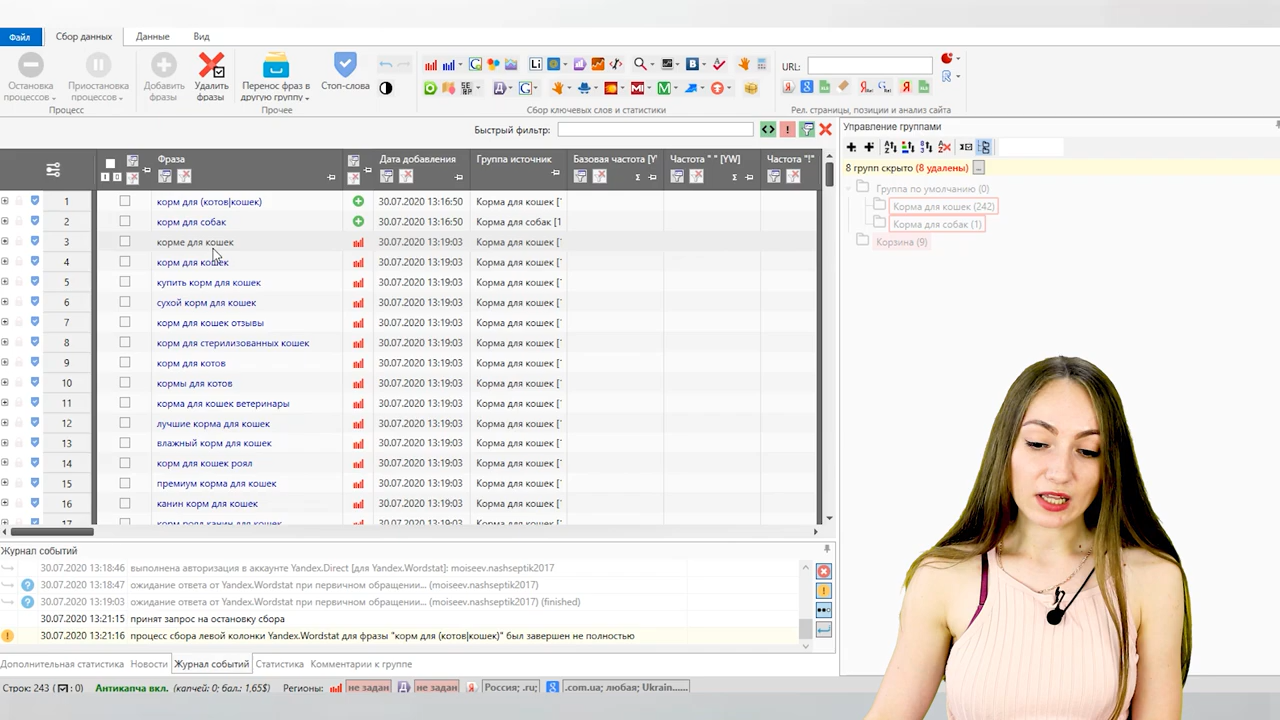 Файл Сбор данных Данные Вид
Остановка процессов
Приостановка процессов
Добавить фразы
Удалить фразы
Перенос фраз в другую группу
Стоп-слова
URL:
Процесс Прочее Сбор ключевых слов и статистики Рел. страницы, позиции и анализ сайта
Быстрый фильтр:
Фраза Дата добавления Группа источник Базовая частота [Y Частота " " [YW] Частота "!"
1 корм для (котов|кошек) 30.07.2020 13:16:50 Корма для кошек [
2 корм для собак 30.07.2020 13:16:50 Корма для собак [1
3 корме для кошек 30.07.2020 13:19:03 Корма для кошек [
4 корм для кошек 30.07.2020 13:19:03 Корма для кошек [
5 купить корм для кошек 30.07.2020 13:19:03 Корма для кошек [
6 сухой корм для кошек 30.07.2020 13:19:03 Корма для кошек [
7 корм для кошек отзывы 30.07.2020 13:19:03 Корма для кошек [
8 корм для стерилизованных кошек 30.07.2020 13:19:03 Корма для кошек [
9 корм для котов 30.07.2020 13:19:03 Корма для кошек [
10 кормы для котов 30.07.2020 13:19:03 Корма для кошек [
11 корма для кошек ветеринары 30.07.2020 13:19:03 Корма для кошек [
12 лучшие корма для кошек 30.07.2020 13:19:03 Корма для кошек [
13 влажный корм для кошек 30.07.2020 13:19:03 Корма для кошек [
14 корм для кошек роял 30.07.2020 13:19:03 Корма для кошек [
15 премиум корма для кошек 30.07.2020 13:19:03 Корма для кошек [
16 канин корм для кошек 30.07.2020 13:19:03 Корма для кошек [
17 корм роял канин для кошек 30.07.2020 13:19:03 Корма для кошек [
Управление группами
8 групп скрыто (8 удалены) ...
Группа по умолчанию (0)
Корма для кошек (242)
Корма для собак (1)
Корзина (9)
Журнал событий
30.07.2020 13:18:46 выполнена авторизация в аккаунте Yandex.Direct [для Yandex.Wordstat]: moiseev.nashseptik2017
30.07.2020 13:18:47 ожидание ответа от Yandex.Wordstat при первичном обращении... (moiseev.nashseptik2017)
30.07.2020 13:19:03 ожидание ответа от Yandex.Wordstat при первичном обращении... (moiseev.nashseptik2017) (finished)
30.07.2020 13:21:15 принят запрос на остановку сбора
30.07.2020 13:21:16 процесс сбора левой колонки Yandex.Wordstat для фразы "корм для (котов|кошек)" был завершен не полностью
Дополнительная статистика Новости Журнал событий Статистика Комментарии к группе
Строк: 243 ( : 0) Антикапча вкл. (капчей: 0; бал.: 1.65$) Регионы: не задан не задан Россия; .ru; .com.ua; любая; Ukrain......